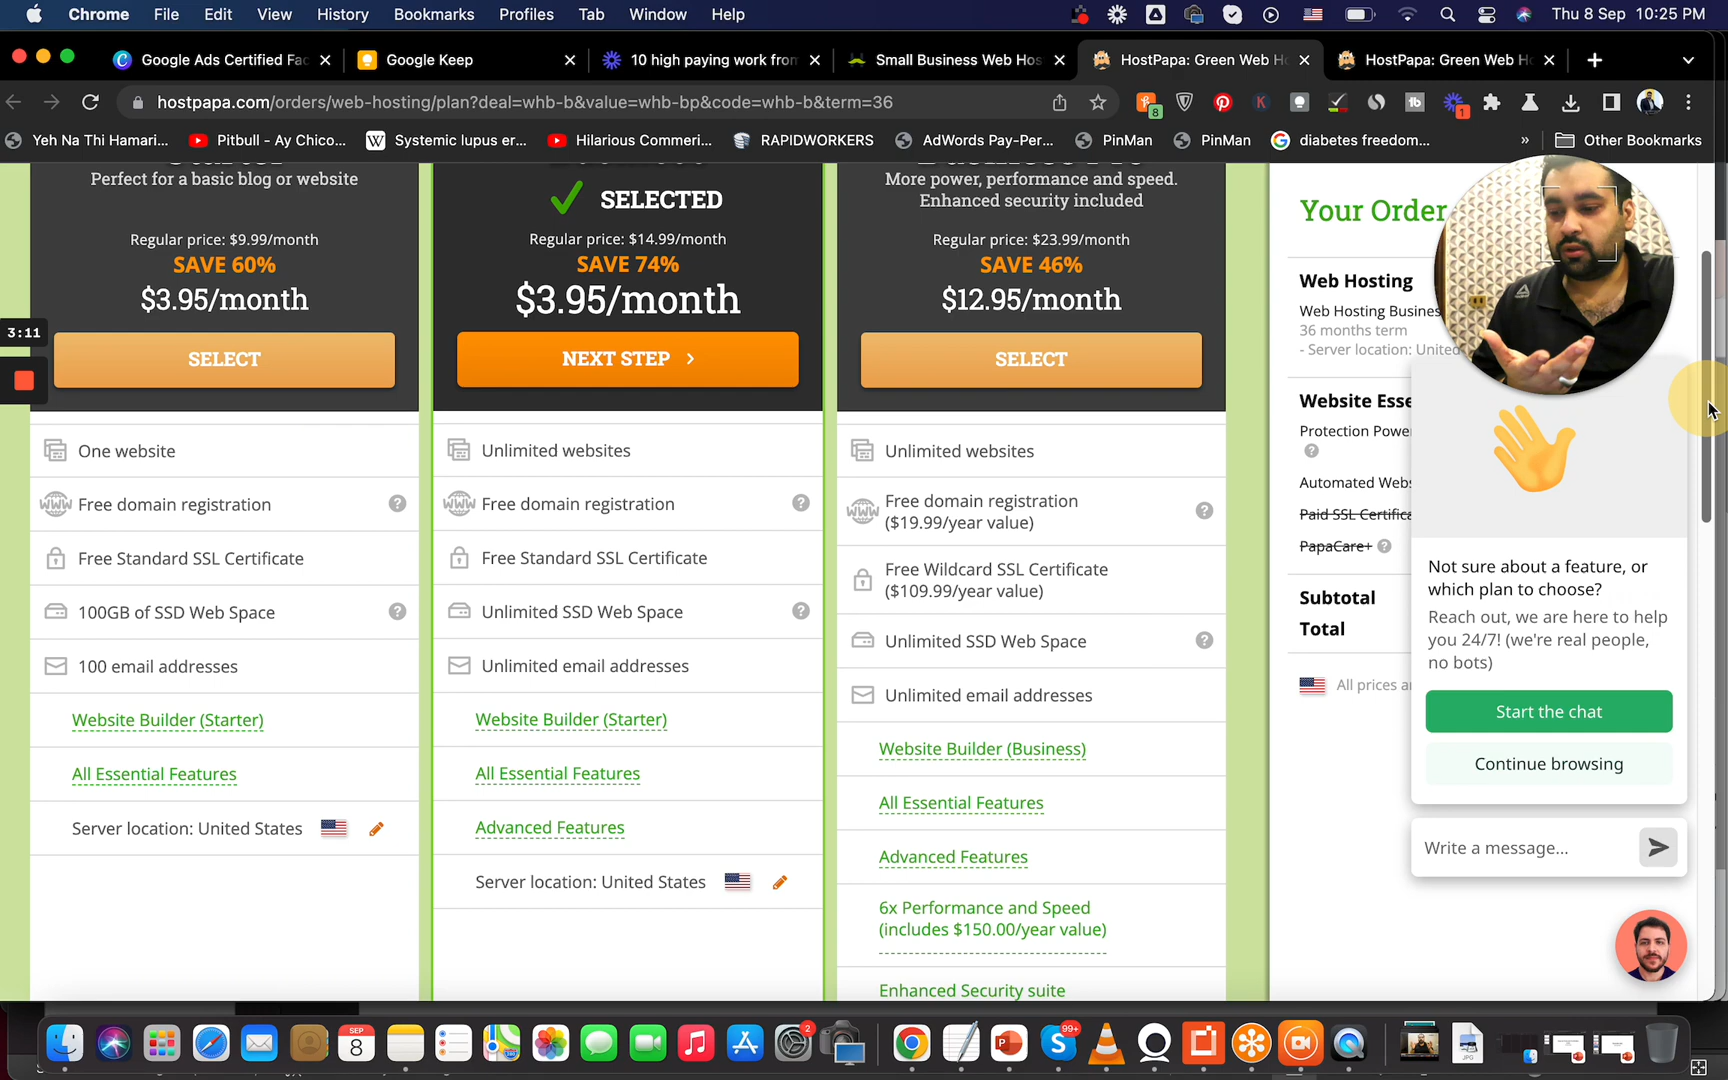 Chrome File Edit View History Bookmarks Profiles Tab Window Help Thu 8 Sep 10:25 PM
Google Ads Certified Fac Google Keep 10 high paying work from Small Business Web Hos HostPapa: Green Web H HostPapa: Green Web H
hostpapa.com/orders/web-hosting/plan?deal=whb-b&value=whb-bp&code=whb-b&term=36
8 1
Yeh Na Thi Hamari... Pitbull - Ay Chico... Systemic lupus er... Hilarious Commeri... RAPIDWORKERS AdWords Pay-Per... PinMan PinMan diabetes freedom... » Other Bookmarks
Perfect for a basic blog or website
Regular price: $9.99/month
SAVE 60%
$3.95/month
SELECT
One website
Free domain registration
Free Standard SSL Certificate
100GB of SSD Web Space
100 email addresses
Website Builder (Starter)
All Essential Features
Server location: United States
SELECTED
Regular price: $14.99/month
SAVE 74%
$3.95/month
NEXT STEP
Unlimited websites
Free domain registration
Free Standard SSL Certificate
Unlimited SSD Web Space
Unlimited email addresses
Website Builder (Starter)
All Essential Features
Advanced Features
Server location: United States
More power, performance and speed.
Enhanced security included
Regular price: $23.99/month
SAVE 46%
$12.95/month
SELECT
Unlimited websites
Free domain registration
($19.99/year value)
Free Wildcard SSL Certificate
($109.99/year value)
Unlimited SSD Web Space
Unlimited email addresses
Website Builder (Business)
All Essential Features
Advanced Features
6x Performance and Speed
(includes $150.00/year value)
Enhanced Security suite
Your Order
Web Hosting
Web Hosting Busines
36 months term
- Server location: United
Website Esse
Protection Power
Automated Webs
Paid SSL Certifica
PapaCare+
Subtotal
Total
All prices a
Not sure about a feature, or
which plan to choose?
Reach out, we are here to help
you 24/7! (we're real people,
no bots)
Start the chat
Continue browsing
Write a message...
3:11
SEP
8
2
99+
JPG